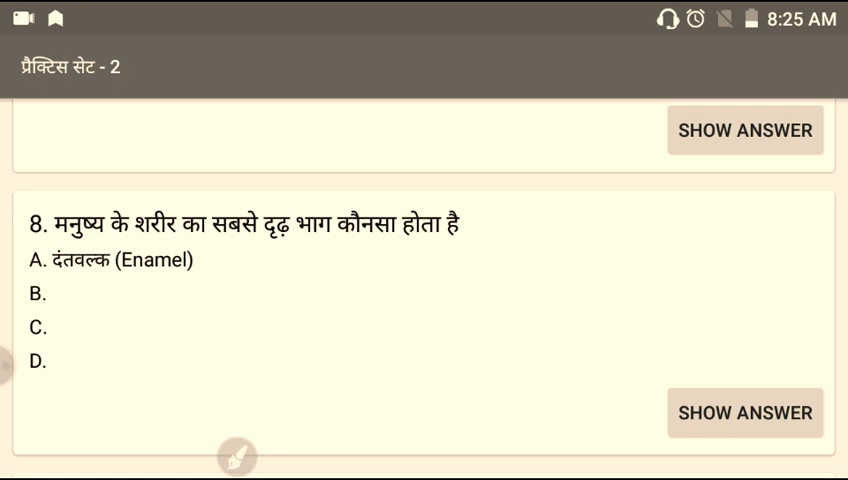 8:25 AM
प्रैक्टिस सेट - 2
SHOW ANSWER
8. मनुष्य के शरीर का सबसे दृढ़ भाग कौनसा होता है
A. दंतवल्क (Enamel)
B.
C.
D.
SHOW ANSWER